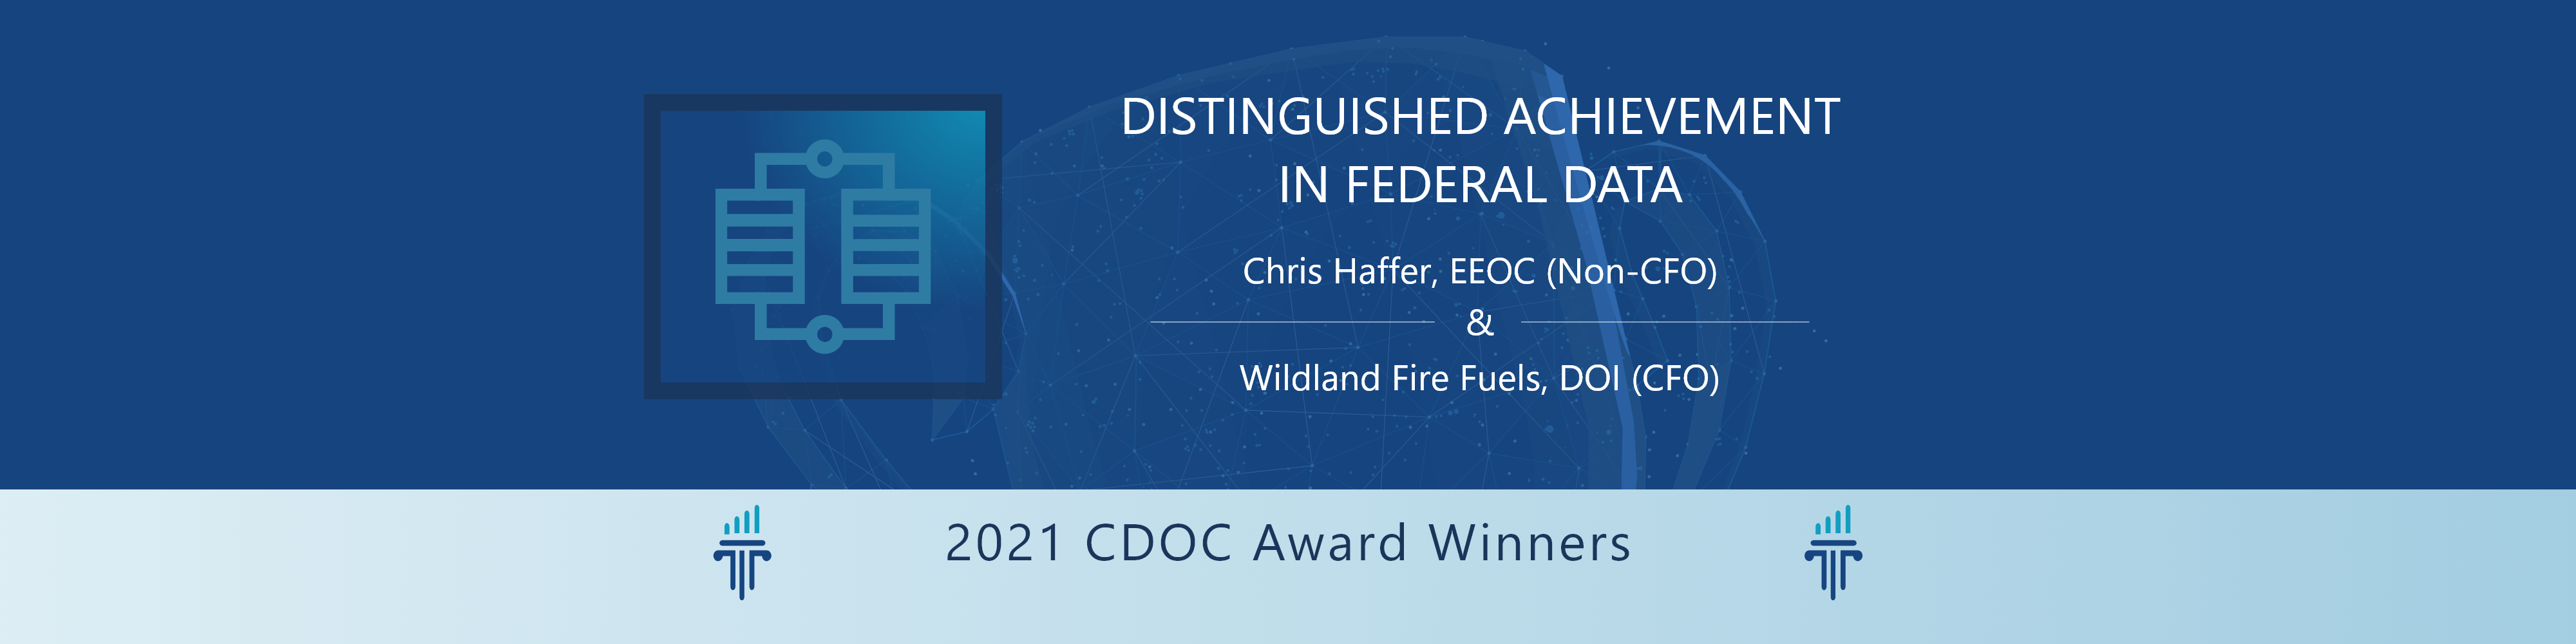 DISTINGUISHED ACHIEVEMENT
IN FEDERAL DATA
Chris Haffer, EEOC (Non-CFO)
&
Wildland Fire Fuels, DOI (CFO)
2021 CDOC Award Winners